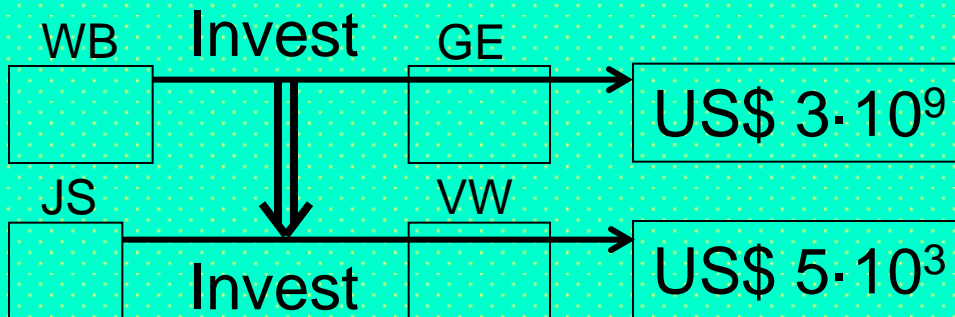 WB Invest GE
US$ 3·10⁹
JS VW
Invest US$ 5·10³